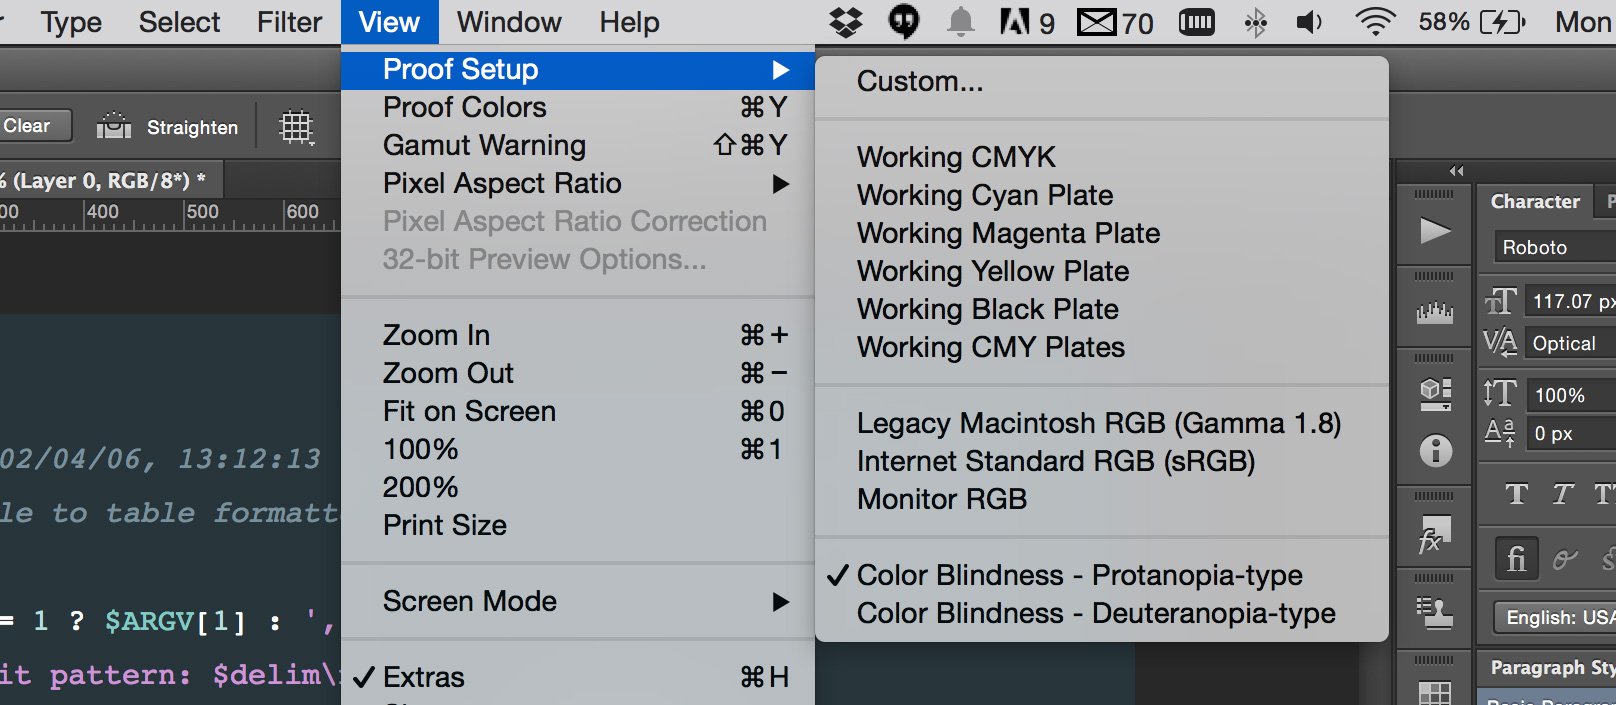 Type Select Filter View Window Help 9 70 58% Mon
Clear Straighten
% (Layer 0, RGB/8*) *
00 400 500 600
02/04/06, 13:12:13
le to table formatt
= 1 ? $ARGV[1] : ',
it pattern: $delim\
Proof Setup
Proof Colors ⌘Y
Gamut Warning ⇧⌘Y
Pixel Aspect Ratio
Pixel Aspect Ratio Correction
32-bit Preview Options...
Zoom In ⌘+
Zoom Out ⌘−
Fit on Screen ⌘0
100% ⌘1
200%
Print Size
Screen Mode
✓ Extras ⌘H
Custom...
Working CMYK
Working Cyan Plate
Working Magenta Plate
Working Yellow Plate
Working Black Plate
Working CMY Plates
Legacy Macintosh RGB (Gamma 1.8)
Internet Standard RGB (sRGB)
Monitor RGB
✓ Color Blindness - Protanopia-type
Color Blindness - Deuteranopia-type
Character P
Roboto
117.07 px
Optical
100%
0 px
T T TT
fi
English: USA
Paragraph Sty